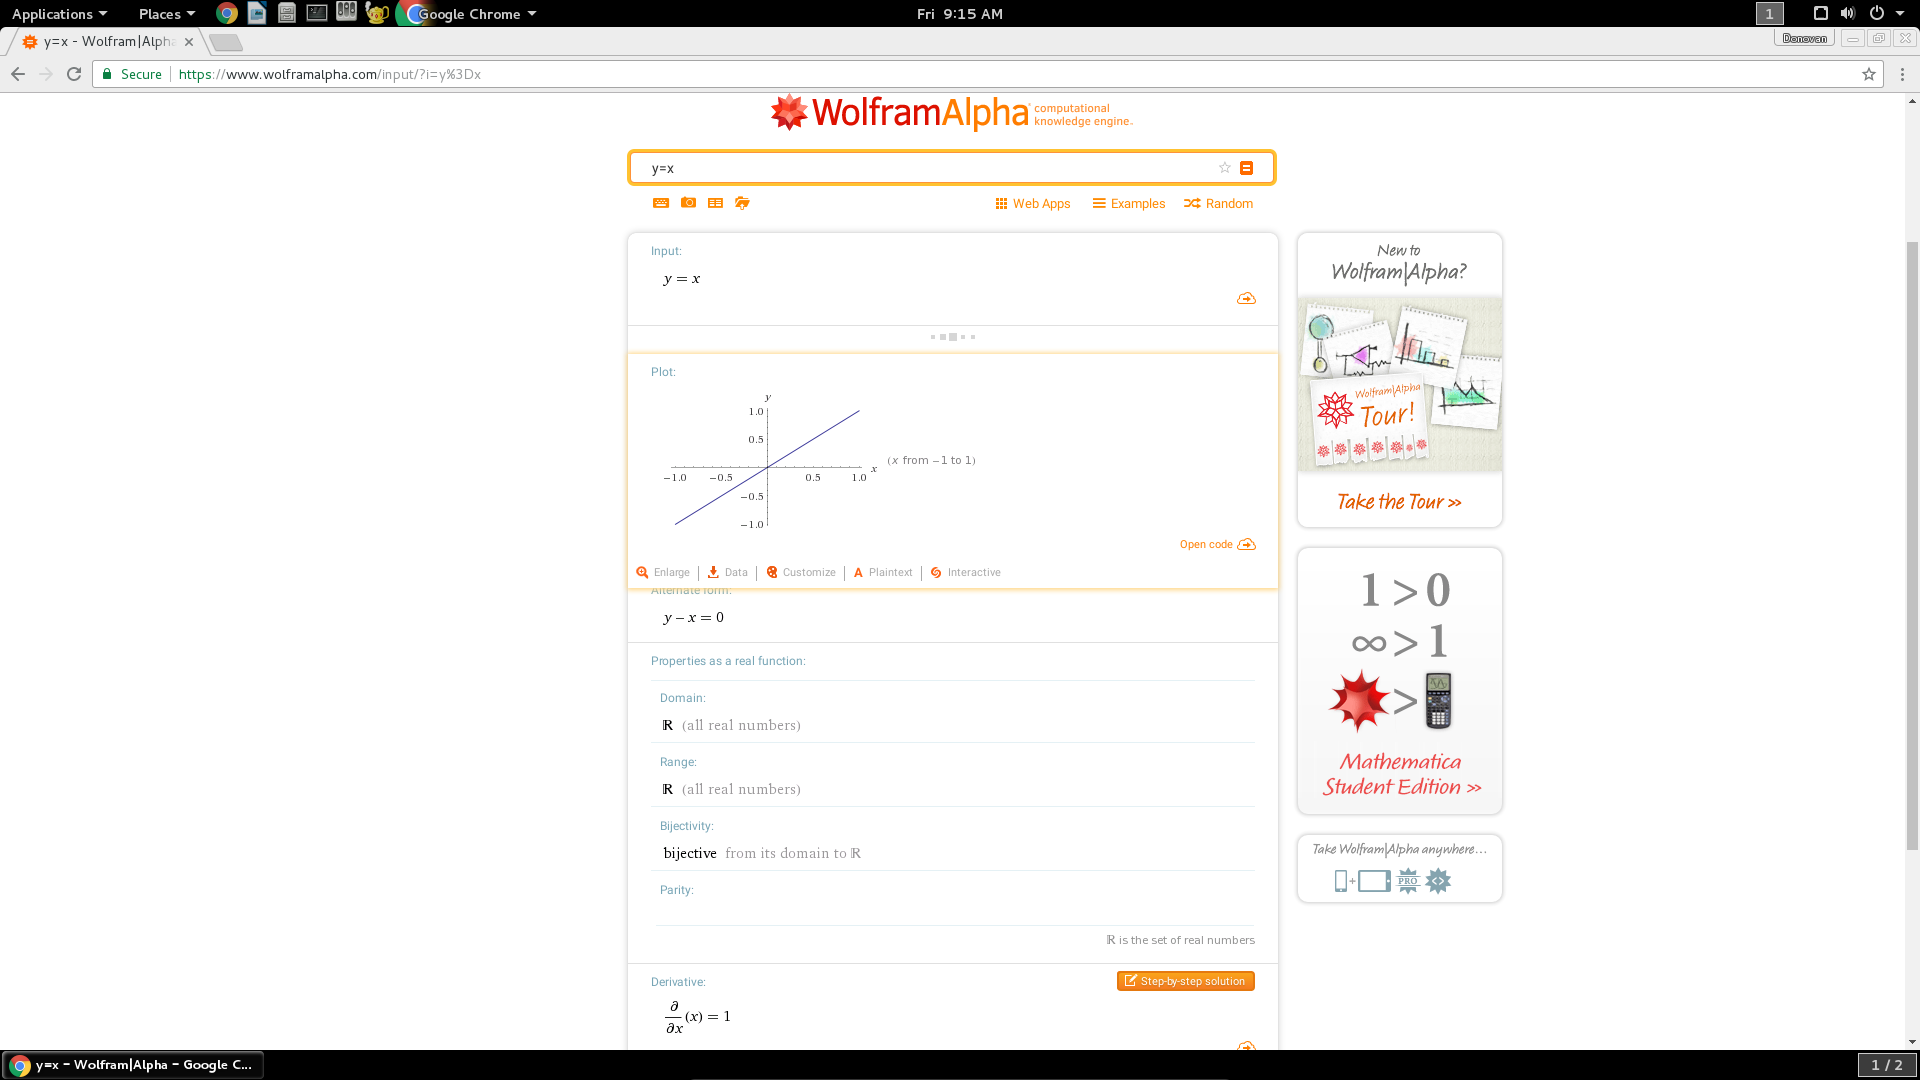 Applications Places Google Chrome Fri 9:15 AM 1
y=x - Wolfram|Alpha Donovan
Secure https://www.wolframalpha.com/input/?i=y%3Dx
WolframAlpha computational
knowledge engine.
y=x
Web Apps Examples Random
Input:
y = x
Plot:
y
1.0
0.5
(x from −1 to 1)
x
−1.0 −0.5 0.5 1.0
−0.5
−1.0
Open code
Enlarge Data Customize Plaintext Interactive
Alternate form:
y – x = 0
Properties as a real function:
Domain:
ℝ (all real numbers)
Range:
ℝ (all real numbers)
Bijectivity:
bijective from its domain to ℝ
Parity:
ℝ is the set of real numbers
Derivative: Step-by-step solution
∂
(x) = 1
∂x
New to
Wolfram|Alpha?
Wolfram|Alpha
Tour!
Take the Tour »
1 > 0
∞ > 1
>
Mathematica
Student Edition »
Take Wolfram|Alpha anywhere...
+ PRO
y=x - Wolfram|Alpha - Google C... 1 / 2